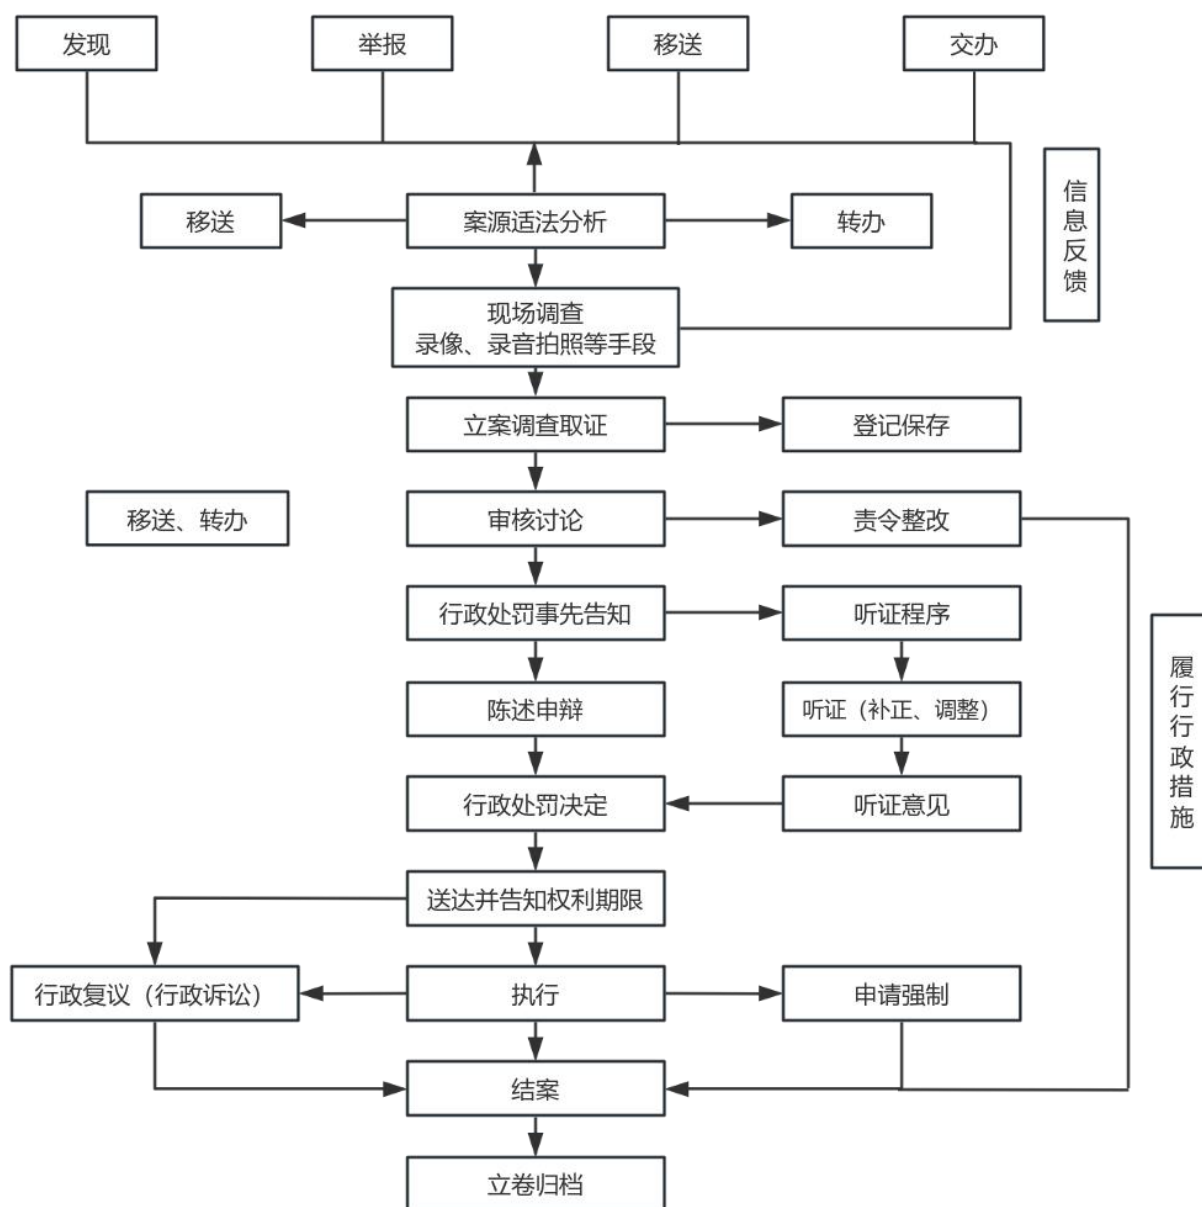 发现
举报
移送
交办
信息反馈
移送
案源适法分析
转办
现场调查
录像、录音拍照等手段
立案调查取证
登记保存
移送、转办
审核讨论
责令整改
行政处罚事先告知
听证程序
履行行政措施
陈述申辩
听证（补正、调整）
行政处罚决定
听证意见
送达并告知权利期限
行政复议（行政诉讼）
执行
申请强制
结案
立卷归档